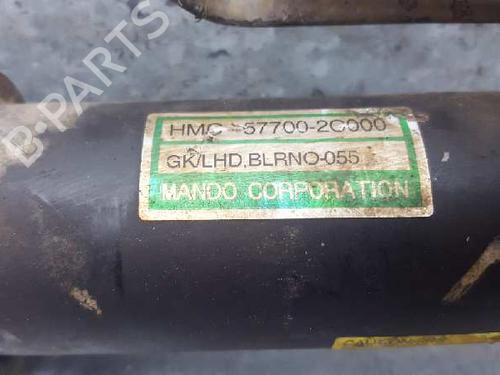 HMC 57700-2C000
GK/LHD,BLRNO-055
MANDO CORPORATION
B-PARTS